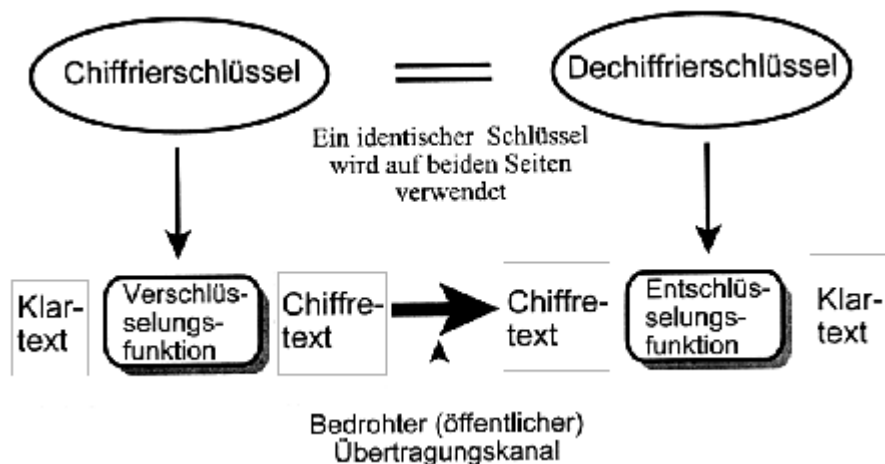 Chiffrierschlüssel
Dechiffrierschlüssel
Ein identischer Schlüssel
wird auf beiden Seiten
verwendet
Klar-
text
Verschlüs-
selungs-
funktion
Chiffre-
text
Chiffre-
text
Entschlüs-
selungs-
funktion
Klar-
text
Bedrohter (öffentlicher)
Übertragungskanal